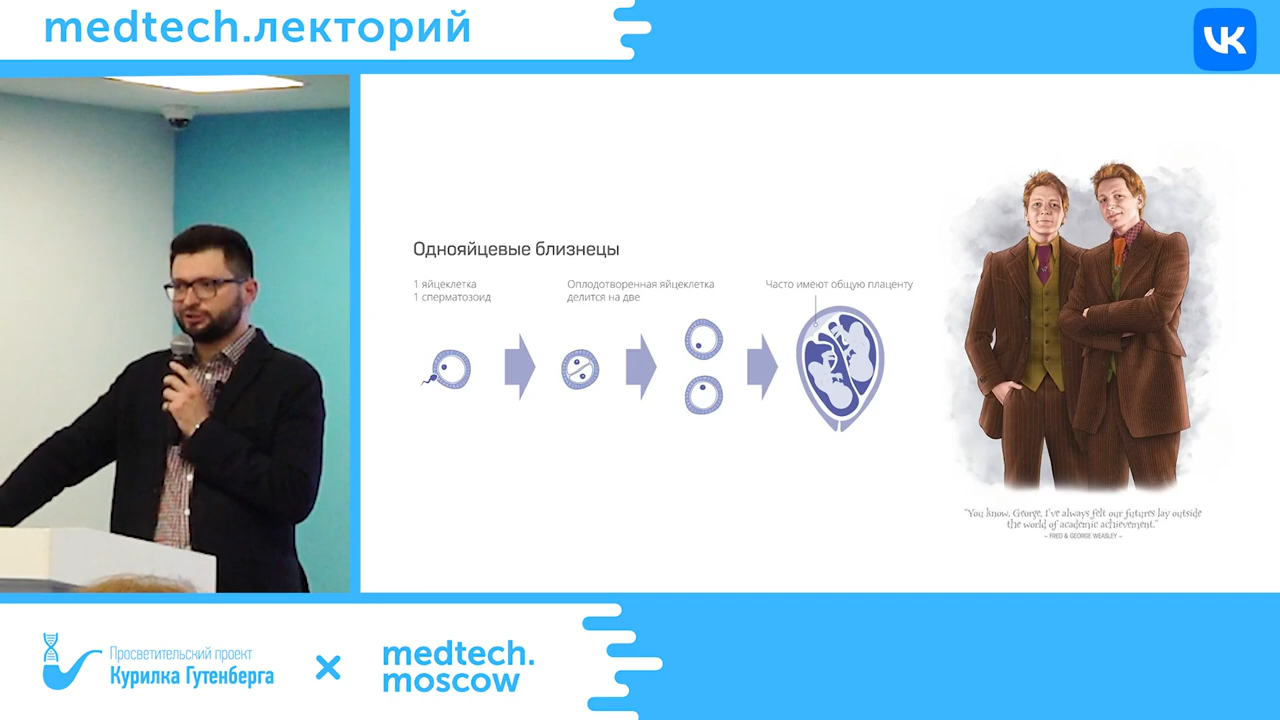 medtech.лекторий
VK
Однояйцевые близнецы
1 яйцеклетка
1 сперматозоид
Оплодотворенная яйцеклетка
делится на две
Часто имеют общую плаценту
"You know, George, I've always felt our futures lay outside
the world of academic achievement."
~ FRED & GEORGE WEASLEY ~
Просветительский проект
Курилка Гутенберга
medtech.
moscow